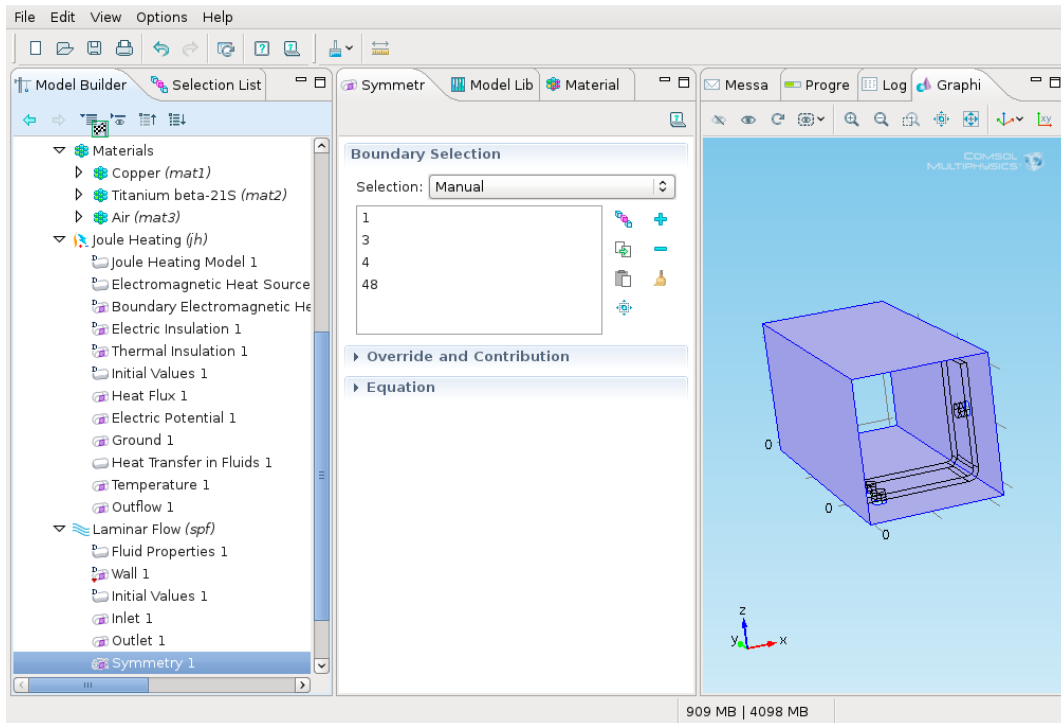 File Edit View Options Help
Model Builder Selection List
Symmetr Model Lib Material
Messa Progre Log Graphi
Materials
Copper (mat1)
Titanium beta-21S (mat2)
Air (mat3)
Joule Heating (jh)
Joule Heating Model 1
Electromagnetic Heat Source
Boundary Electromagnetic He
Electric Insulation 1
Thermal Insulation 1
Initial Values 1
Heat Flux 1
Electric Potential 1
Ground 1
Heat Transfer in Fluids 1
Temperature 1
Outflow 1
Laminar Flow (spf)
Fluid Properties 1
Wall 1
Initial Values 1
Inlet 1
Outlet 1
Symmetry 1
Boundary Selection
Selection: Manual
1
3
4
48
Override and Contribution
Equation
xy
COMSOL
MULTIPHYSICS
0
0
0
z
y x
909 MB | 4098 MB